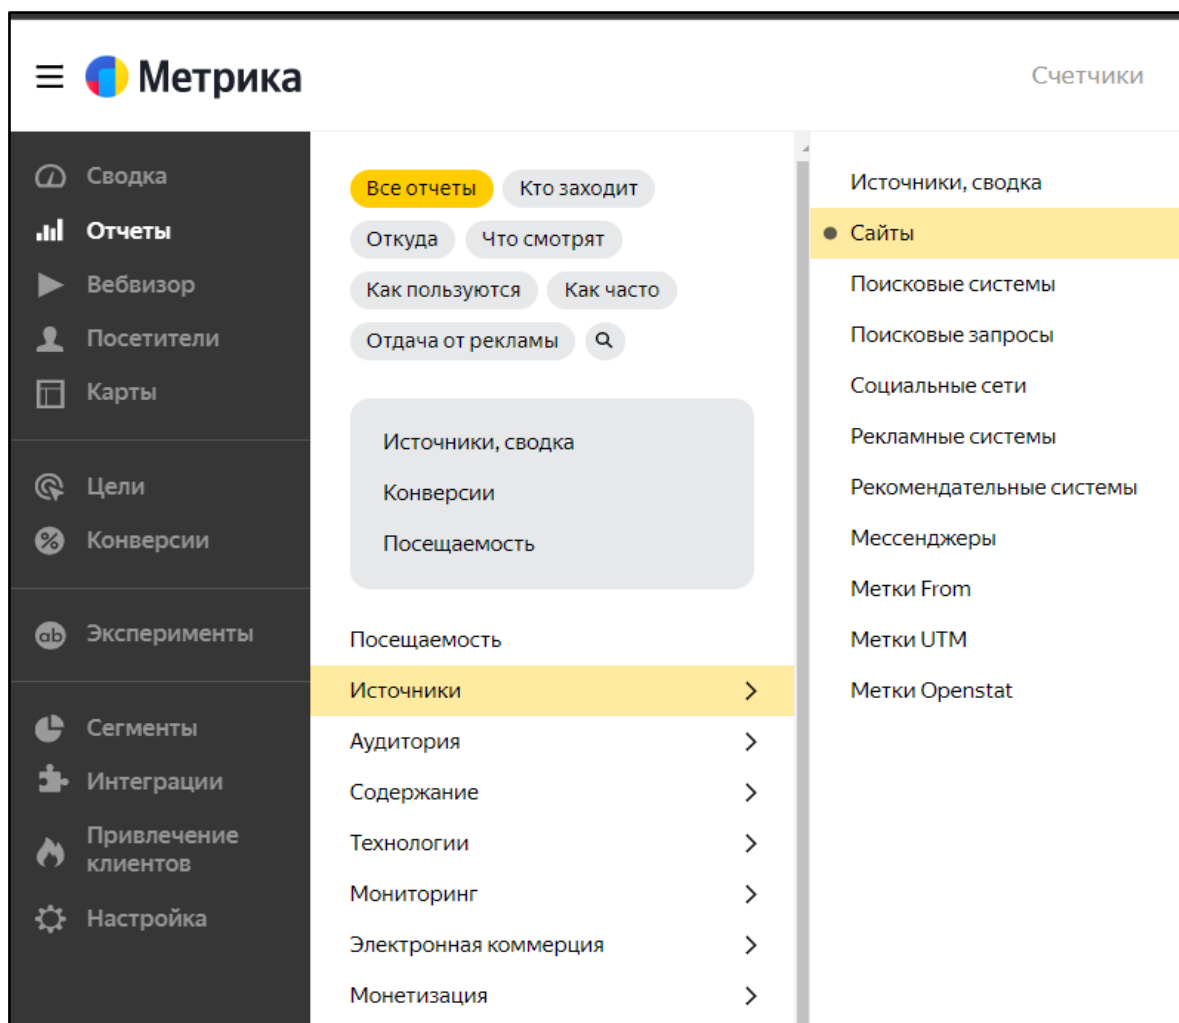 Метрика
Счетчики
Сводка
Отчеты
Вебвизор
Посетители
Карты
Цели
Конверсии
ab
Эксперименты
Сегменты
Интеграции
Привлечение
клиентов
Настройка
Все отчеты
Кто заходит
Откуда
Что смотрят
Как пользуются
Как часто
Отдача от рекламы
Источники, сводка
Конверсии
Посещаемость
Посещаемость
Источники
Аудитория
Содержание
Технологии
Мониторинг
Электронная коммерция
Монетизация
Источники, сводка
Сайты
Поисковые системы
Поисковые запросы
Социальные сети
Рекламные системы
Рекомендательные системы
Мессенджеры
Метки From
Метки UTM
Метки Openstat